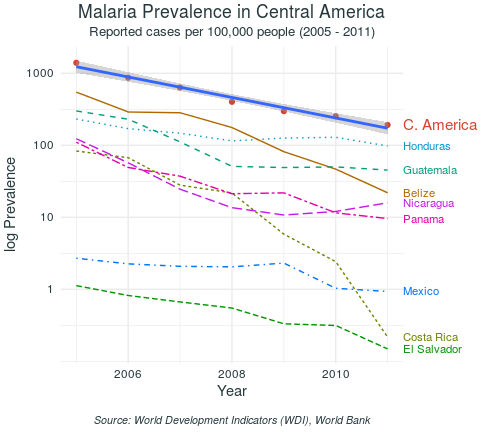 Malaria Prevalence in Central America
Reported cases per 100,000 people (2005 - 2011)
log Prevalence
1000
100
10
1
C. America
Honduras
Guatemala
Belize
Nicaragua
Panama
Mexico
Costa Rica
El Salvador
2006
2008
2010
Year
Source: World Development Indicators (WDI), World Bank